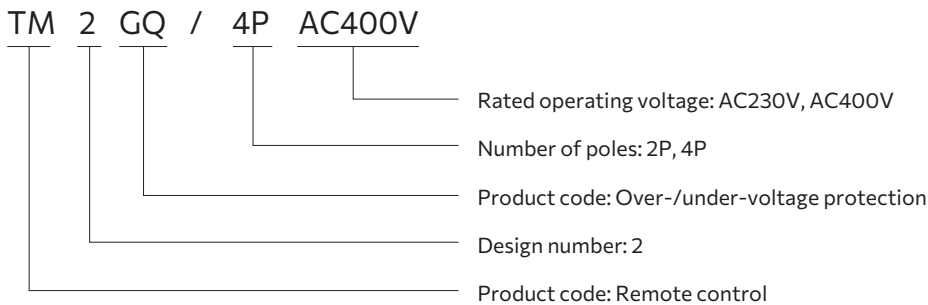 TM 2 GQ / 4P AC400V
Rated operating voltage: AC230V, AC400V
Number of poles: 2P, 4P
Product code: Over-/under-voltage protection
Design number: 2
Product code: Remote control